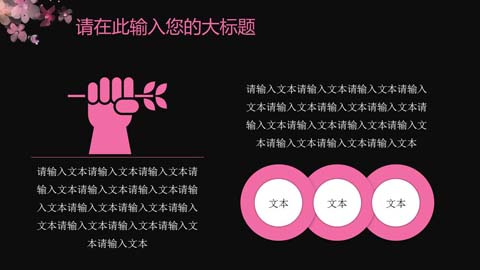 请在此输入您的大标题
请输入文本请输入文本请输入文本请
输入文本请输入文本请输入文本请输
入文本请输入文本请输入文本请输入
文本请输入文本请输入文本请输入文
本请输入文本
请输入文本请输入文本请输入文本请输入
文本请输入文本请输入文本请输入文本请
输入文本请输入文本请输入文本请输入文
本请输入文本请输入文本请输入文本
文本
文本
文本